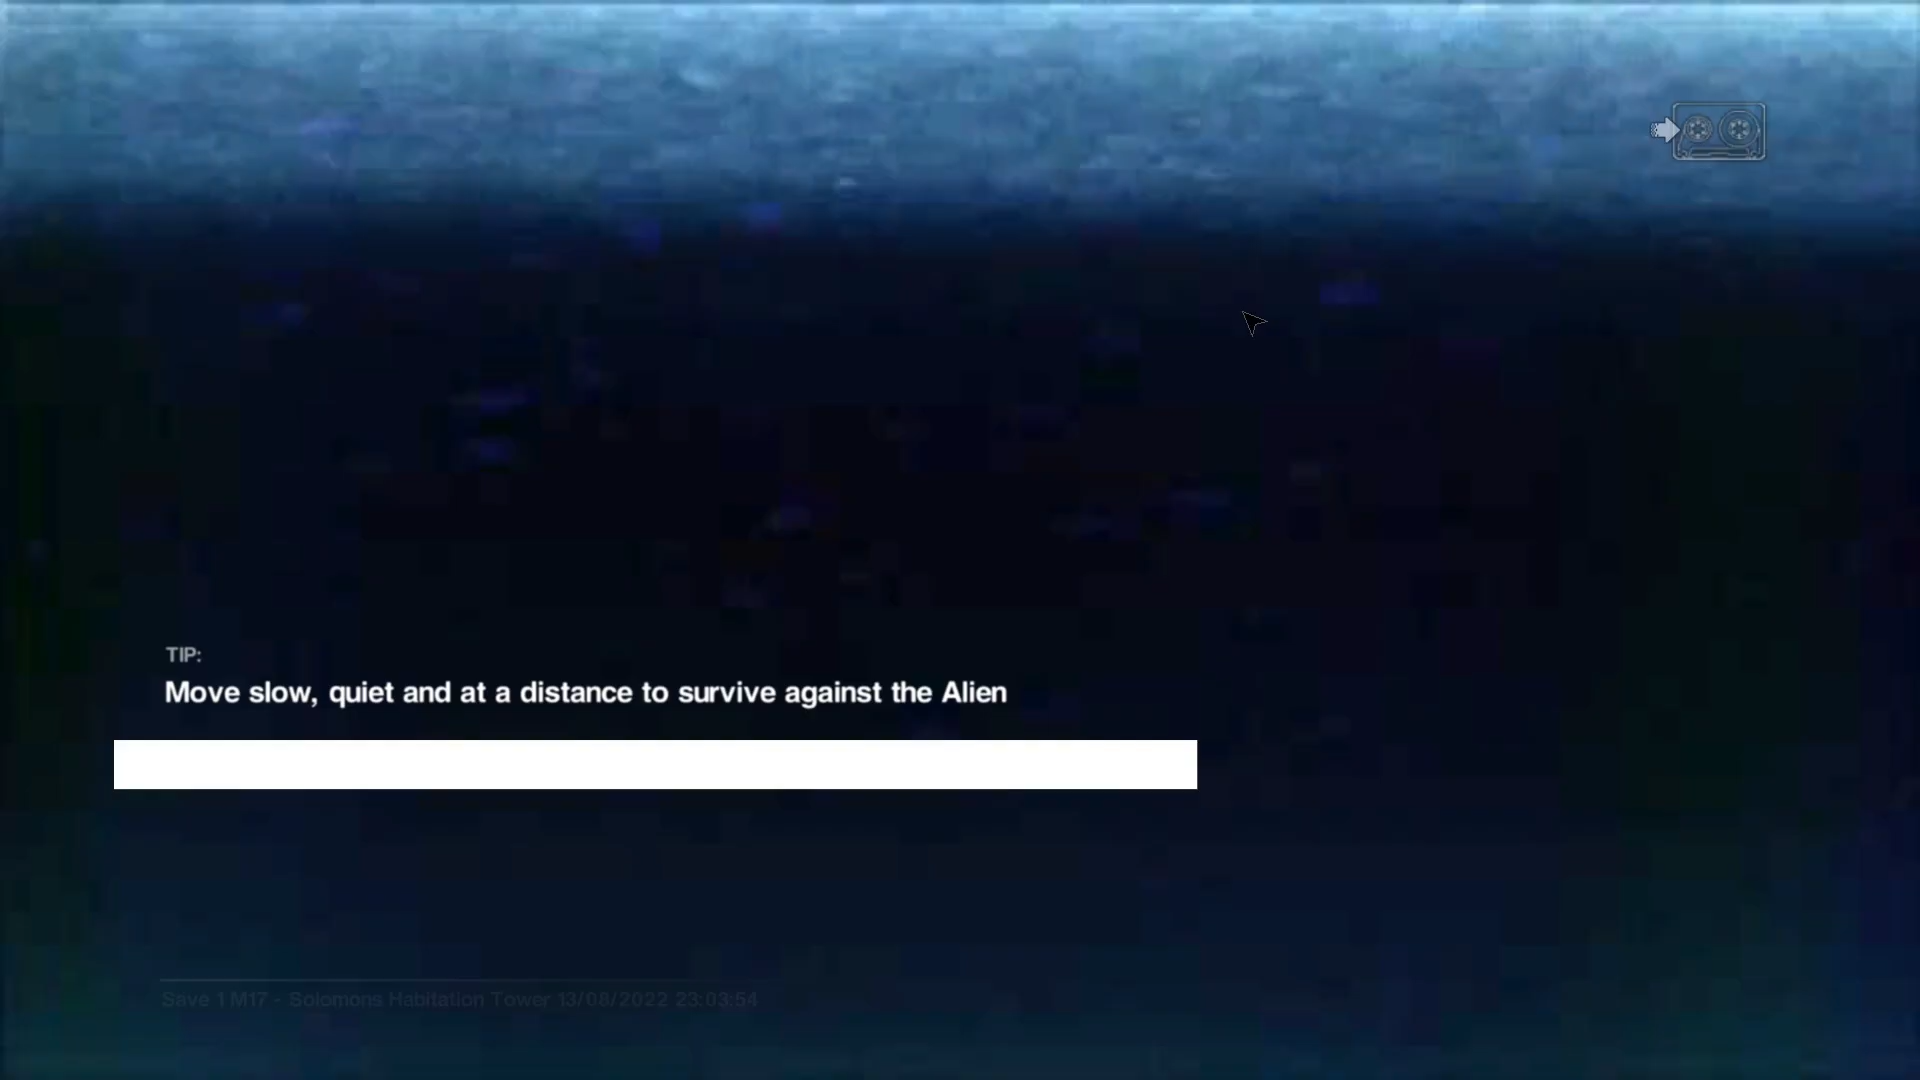 TIP:
Move slow, quiet and at a distance to survive against the Alien
Save 1 M17 - Solomons Habitation Tower 13/08/2022 23:03:54